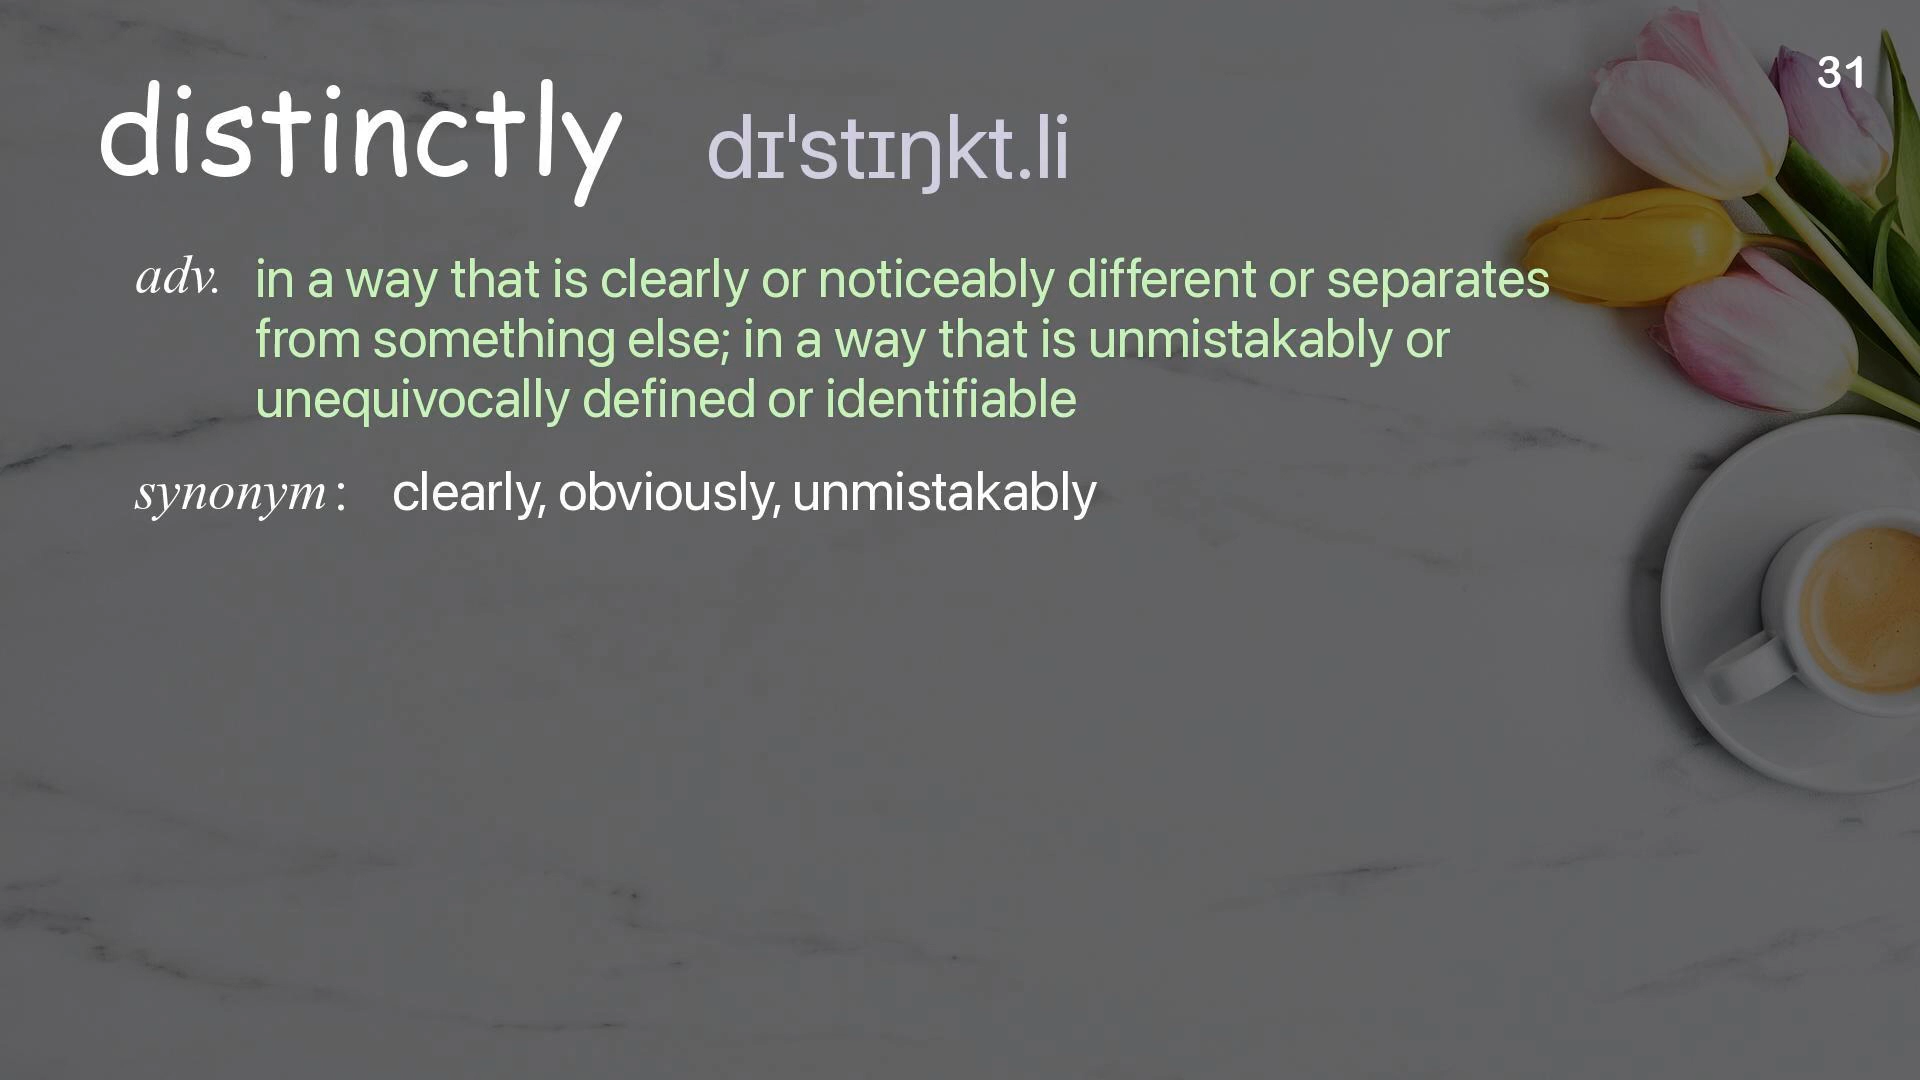 31
distinctly dɪˈstɪŋkt.li
adv. in a way that is clearly or noticeably different or separates
from something else; in a way that is unmistakably or
unequivocally defined or identifiable
synonym: clearly, obviously, unmistakably